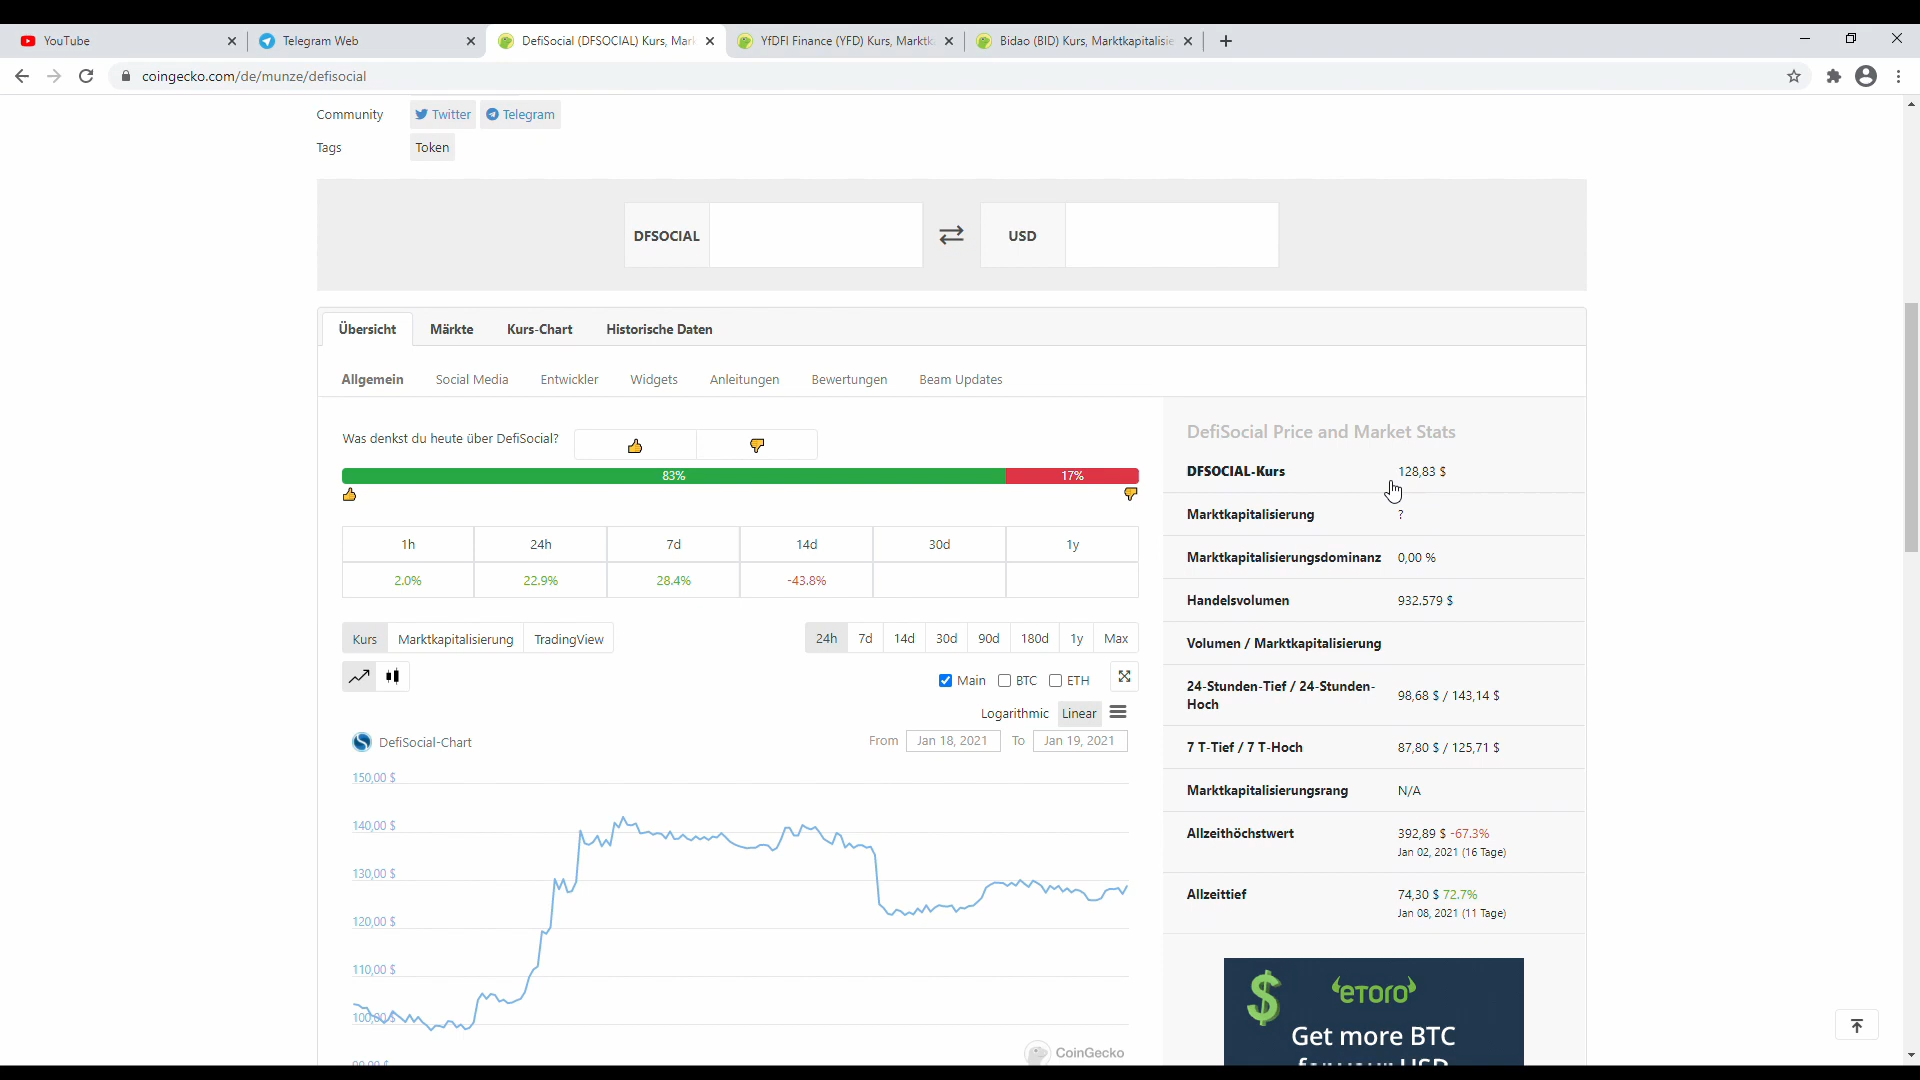 YouTube
Telegram Web
DefiSocial (DFSOCIAL) Kurs, Mar
YfDFI Finance (YFD) Kurs, Marktk
Bidao (BID) Kurs, Marktkapitalisie
coingecko.com/de/munze/defisocial
Community Twitter Telegram
Tags Token
DFSOCIAL USD
Übersicht Märkte Kurs-Chart Historische Daten
Allgemein Social Media Entwickler Widgets Anleitungen Bewertungen Beam Updates
Was denkst du heute über DefiSocial?
83% 17%
1h 24h 7d 14d 30d 1y
2.0% 22.9% 28.4% -43.8%
Kurs Marktkapitalisierung TradingView
24h 7d 14d 30d 90d 180d 1y Max
Main BTC ETH
Logarithmic Linear
DefiSocial-Chart
From Jan 18, 2021 To Jan 19, 2021
150,00 $
140,00 $
130,00 $
120,00 $
110,00 $
100,00 $
CoinGecko
DefiSocial Price and Market Stats
DFSOCIAL-Kurs 128,83 $
Marktkapitalisierung ?
Marktkapitalisierungsdominanz 0,00 %
Handelsvolumen 932.579 $
Volumen / Marktkapitalisierung
24-Stunden-Tief / 24-Stunden-
Hoch 98,68 $ / 143,14 $
7 T-Tief / 7 T-Hoch 87,80 $ / 125,71 $
Marktkapitalisierungsrang N/A
Allzeithöchstwert 392,89 $ -67.3%
Jan 02, 2021 (16 Tage)
Allzeittief 74,30 $ 72.7%
Jan 08, 2021 (11 Tage)
$ eToro
Get more BTC
for your USD